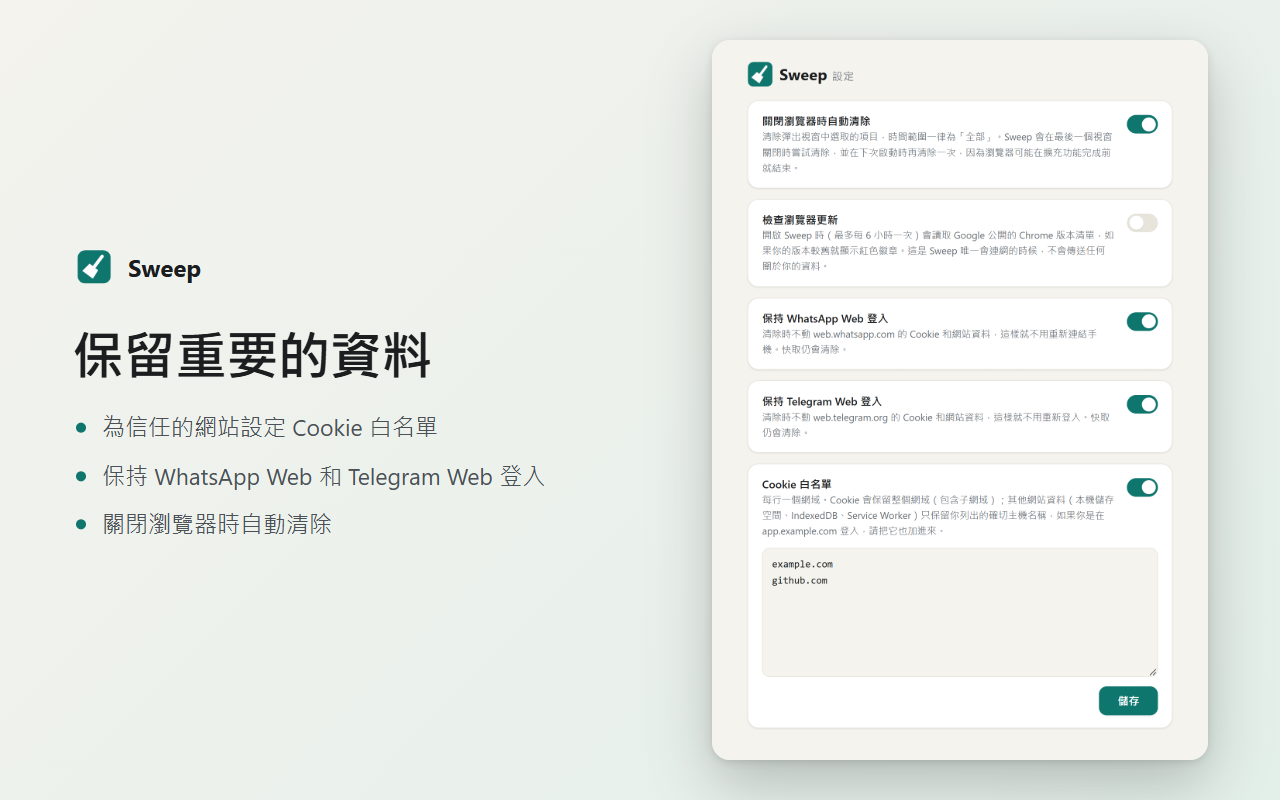 Sweep
保留重要的資料
為信任的網站設定 Cookie 白名單
保持 WhatsApp Web 和 Telegram Web 登入
關閉瀏覽器時自動清除
Sweep 設定
關閉瀏覽器時自動清除
清除彈出視窗中選取的項目，時間範圍一律為「全部」。Sweep 會在最後一個視窗
關閉時嘗試清除，並在下次啟動時再清除一次，因為瀏覽器可能在擴充功能完成前
就結束。
檢查瀏覽器更新
開啟 Sweep 時（最多每 6 小時一次）會讀取 Google 公開的 Chrome 版本清單，如
果你的版本較舊就顯示紅色徽章。這是 Sweep 唯一會連網的時候，不會傳送任何
關於你的資料。
保持 WhatsApp Web 登入
清除時不動 web.whatsapp.com 的 Cookie 和網站資料，這樣就不用重新連結手
機。快取仍會清除。
保持 Telegram Web 登入
清除時不動 web.telegram.org 的 Cookie 和網站資料，這樣就不用重新登入。快取
仍會清除。
Cookie 白名單
每行一個網域。Cookie 會保留整個網域（包含子網域）；其他網站資料（本機儲存
空間、IndexedDB、Service Worker）只保留你列出的確切主機名稱，如果你是在
app.example.com 登入，請把它也加進來。
example.com
github.com
儲存